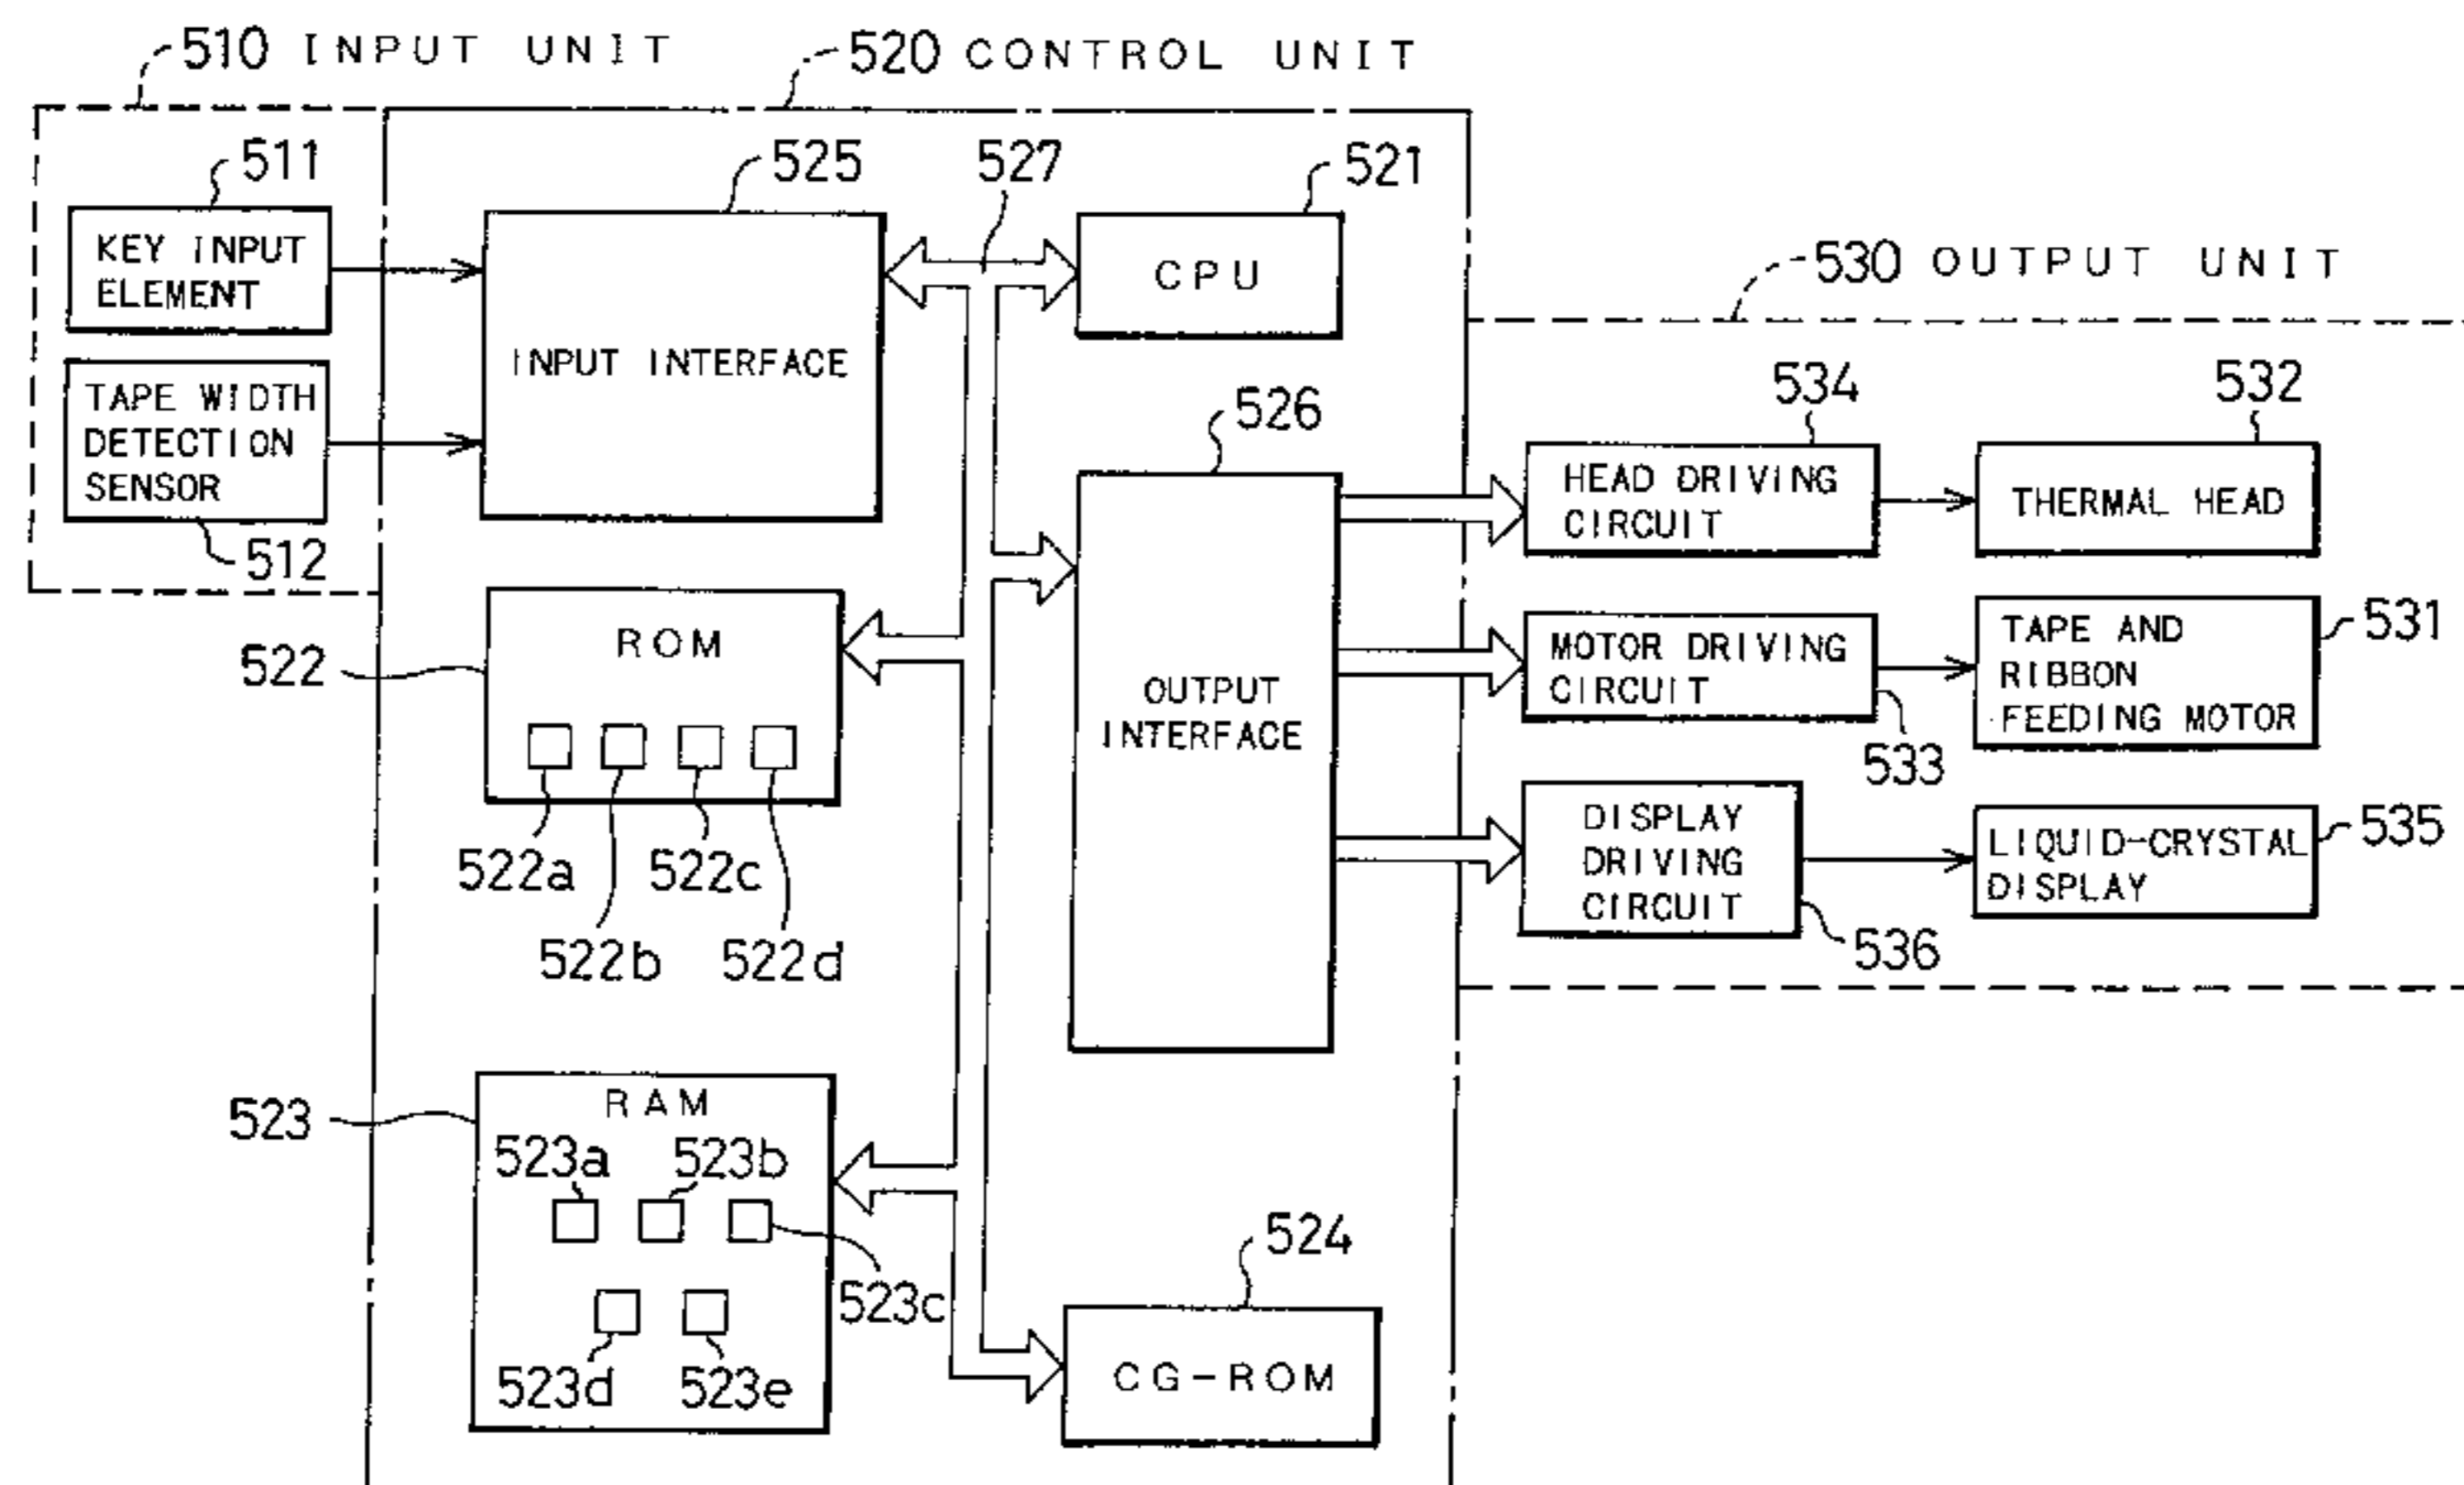 510 INPUT UNIT
520 CONTROL UNIT
511
525
527
521
KEY INPUT
ELEMENT
CPU
530 OUTPUT UNIT
INPUT INTERFACE
TAPE WIDTH
DETECTION
SENSOR
512
526
534
532
HEAD DRIVING
CIRCUIT
THERMAL HEAD
522
ROM
MOTOR DRIVING
CIRCUIT
533
TAPE AND
RIBBON
FEEDING MOTOR
531
OUTPUT
INTERFACE
522a
522c
522b
522d
DISPLAY
DRIVING
CIRCUIT
536
LIQUID-CRYSTAL
DISPLAY
535
523
RAM
523a
523b
523c
523d
523e
524
CG-ROM